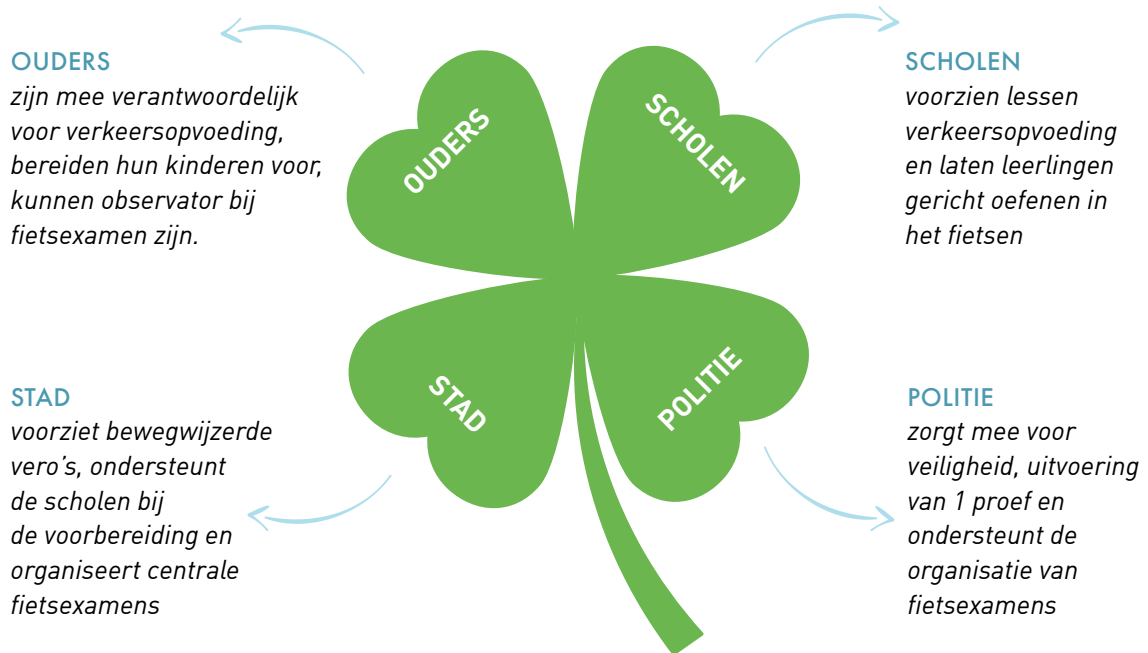 OUDERS
zijn mee verantwoordelijk
voor verkeersopvoeding,
bereiden hun kinderen voor,
kunnen observator bij
fietsexamen zijn.
OUDERS
SCHOLEN
SCHOLEN
voorzien lessen
verkeersopvoeding
en laten leerlingen
gericht oefenen in
het fietsen
STAD
voorziet bewegwijzerde
vero's, ondersteunt
de scholen bij
de voorbereiding en
organiseert centrale
fietsexamens
STAD
POLITIE
POLITIE
zorgt mee voor
veiligheid, uitvoering
van 1 proef en
ondersteunt de
organisatie van
fietsexamens